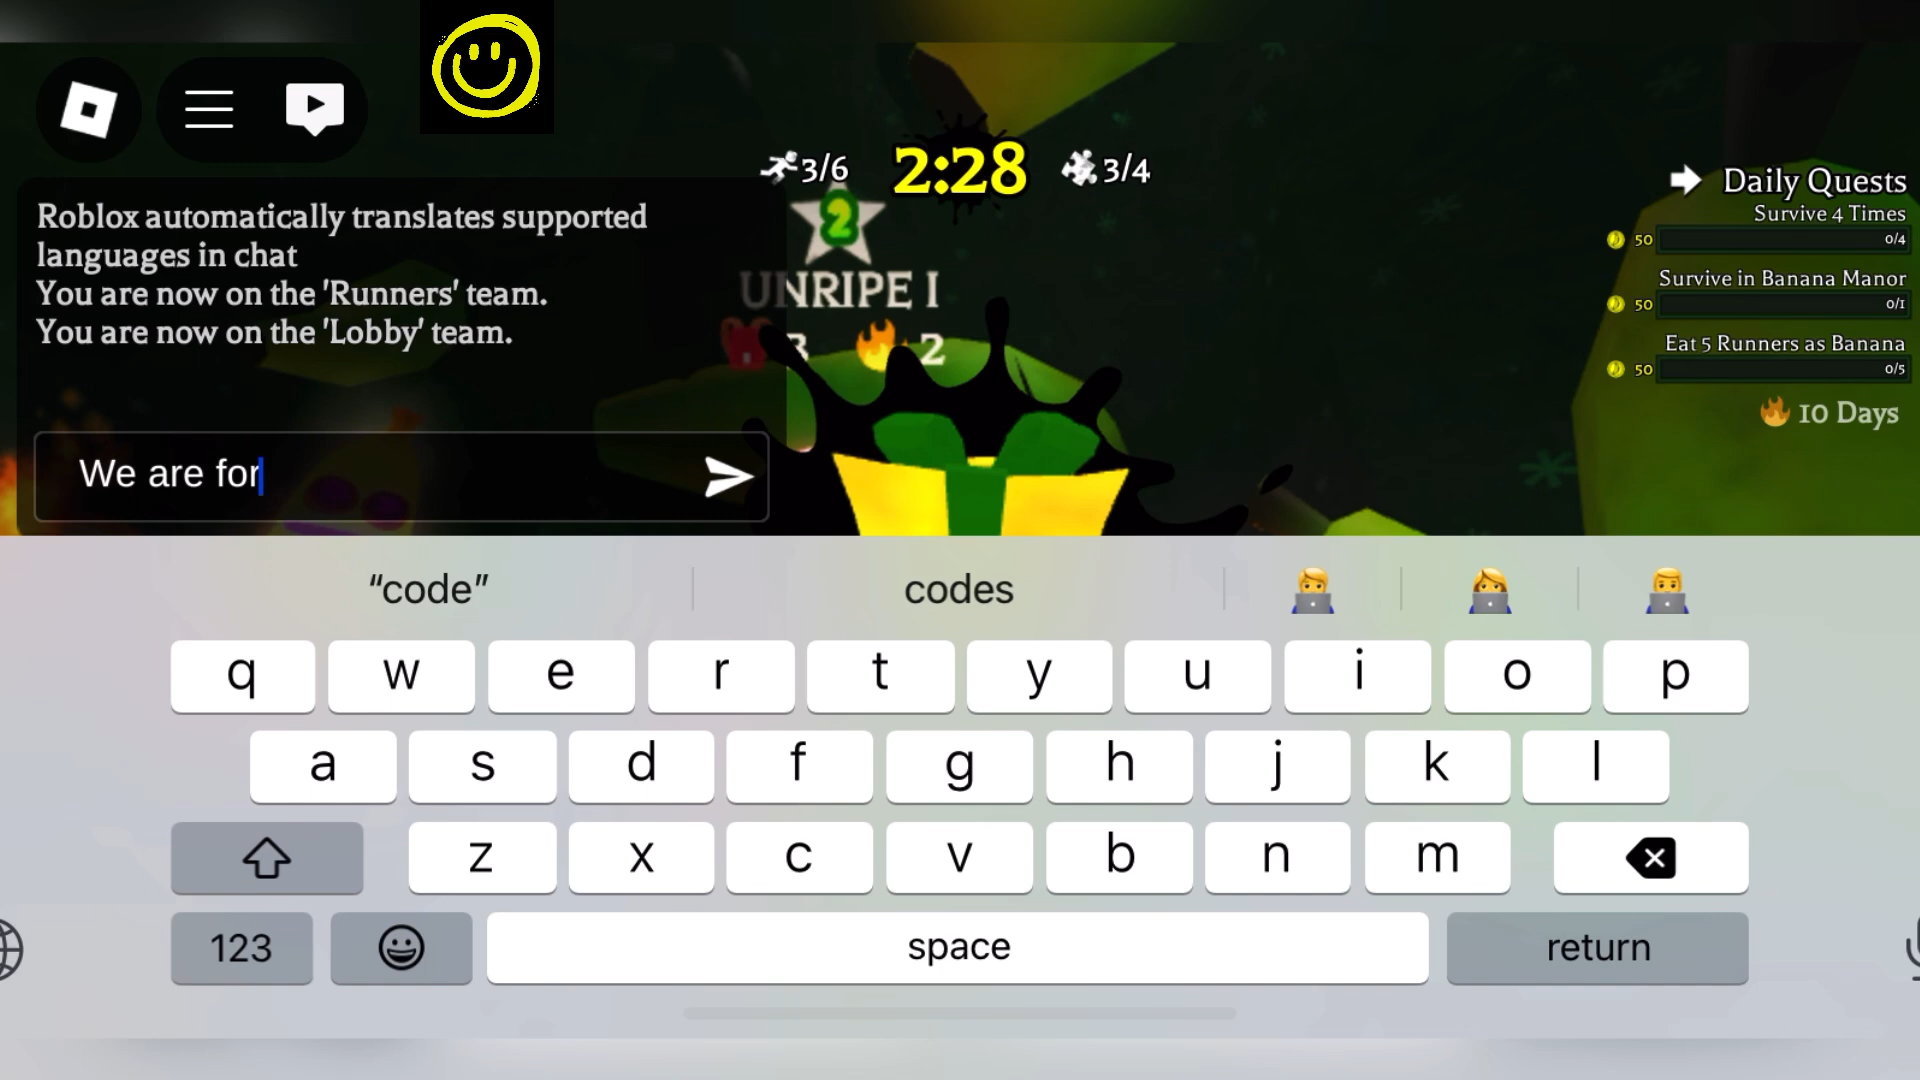 3/6
2:28
3/4
Daily Quests
Survive 4 Times
50
0/4
Survive in Banana Manor
50
0/1
Eat 5 Runners as Banana
50
0/5
10 Days
2
UNRIPE I
3
2
Roblox automatically translates supported
languages in chat
You are now on the 'Runners' team.
You are now on the 'Lobby' team.
We are for
“code”
codes
q w e r t y u i o p
a s d f g h j k l
z x c v b n m
123
space
return